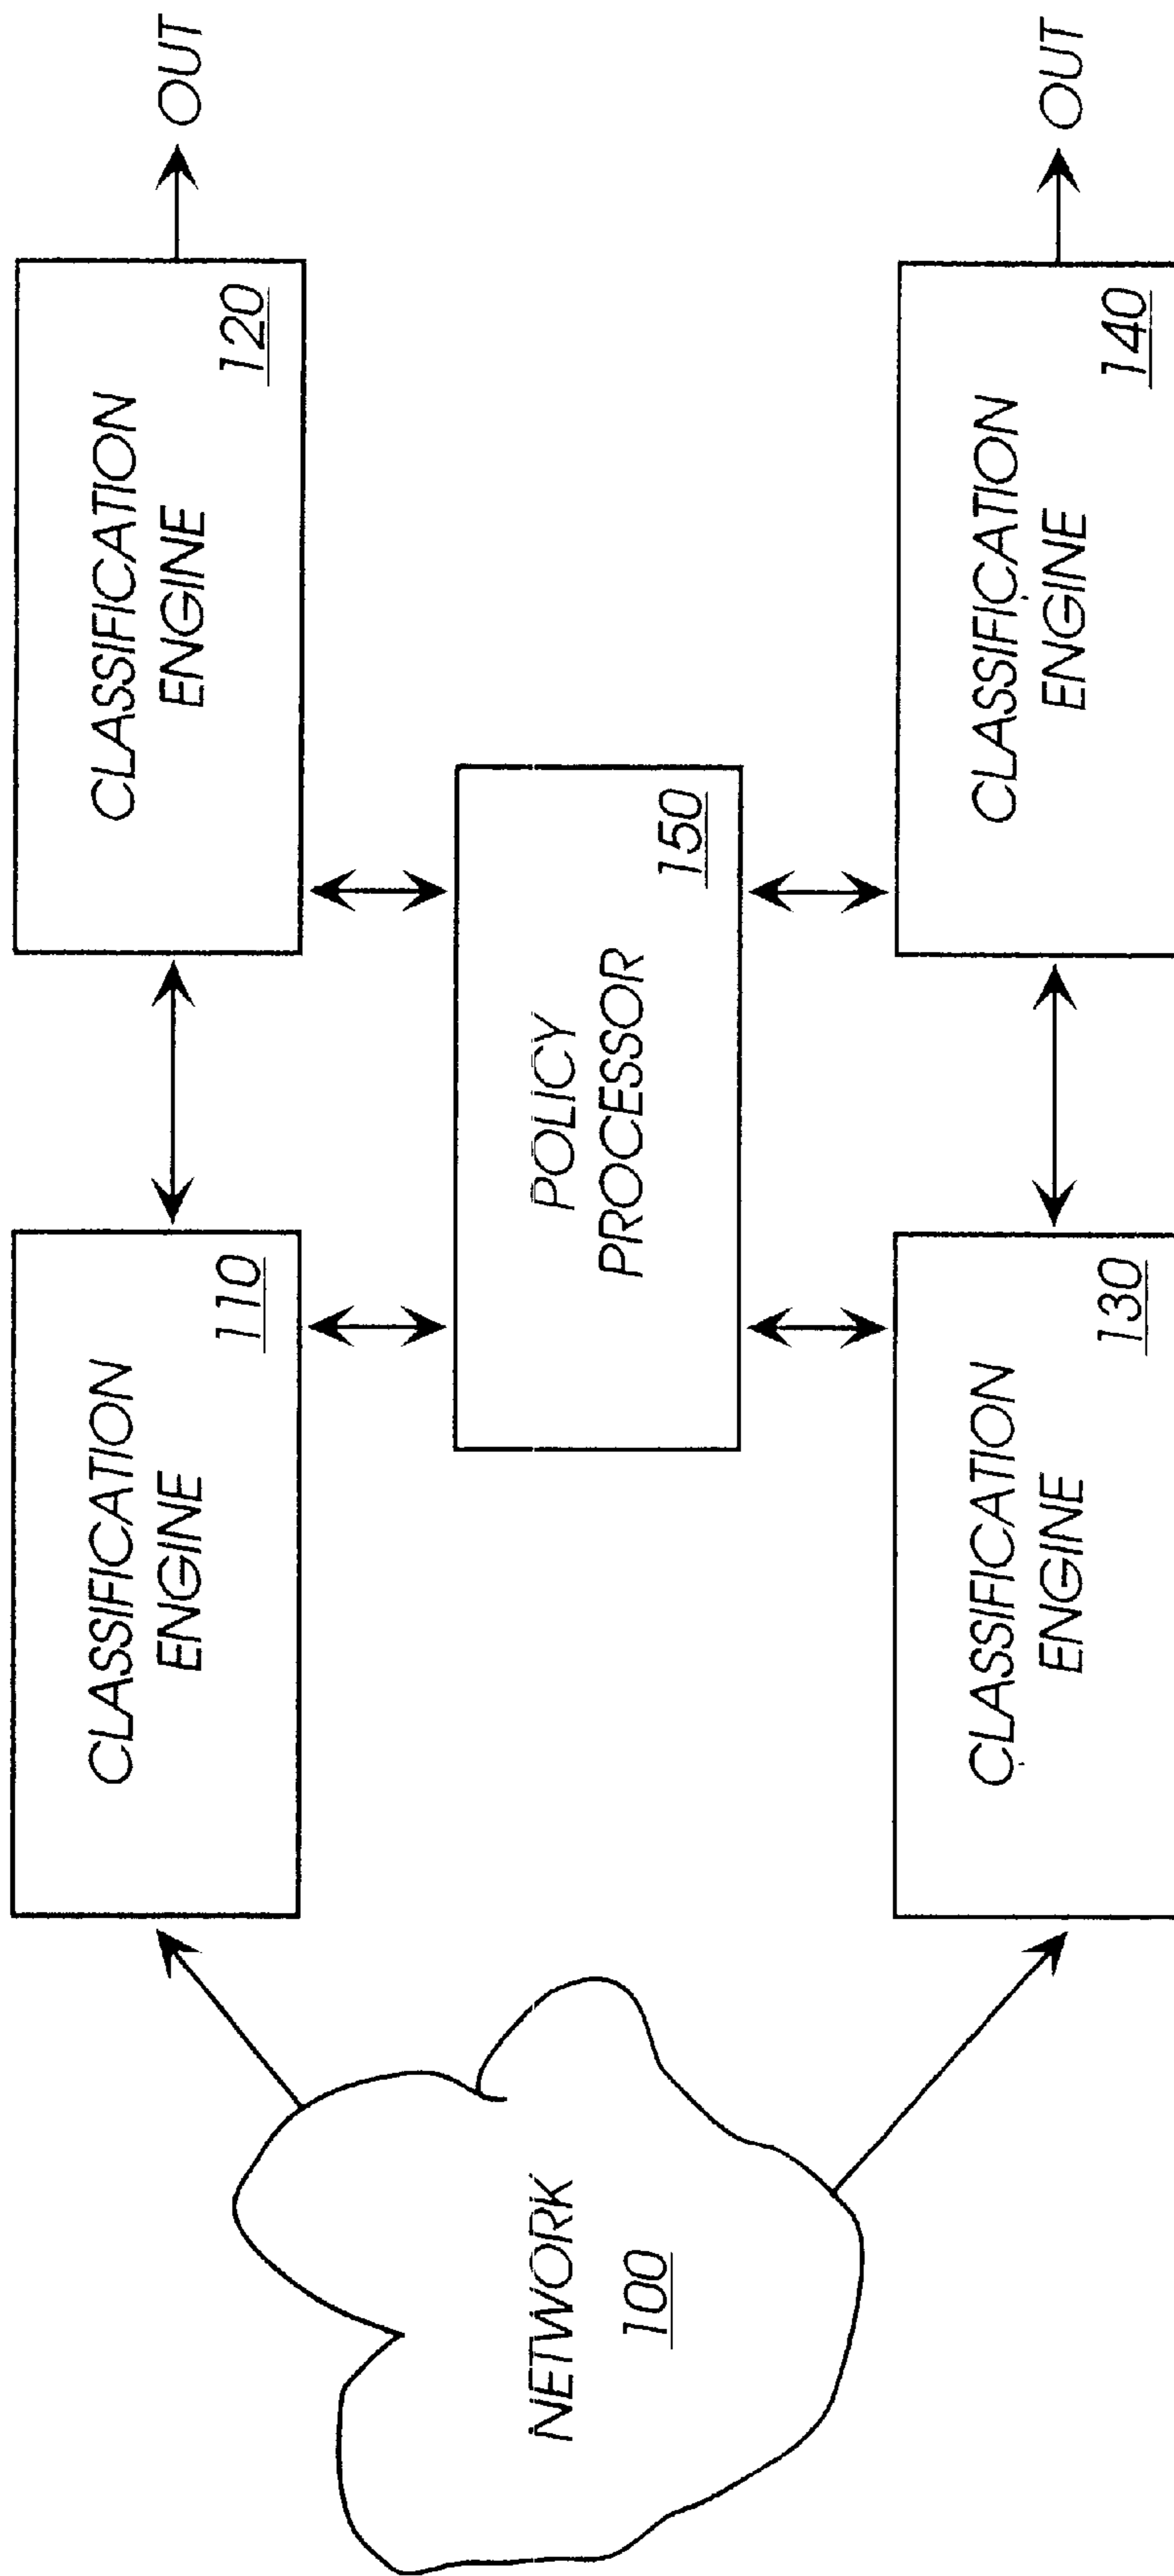 CLASSIFICATION
ENGINE
110
CLASSIFICATION
ENGINE
120
OUT
NETWORK
100
POLICY
PROCESSOR
150
CLASSIFICATION
ENGINE
130
CLASSIFICATION
ENGINE
140
OUT